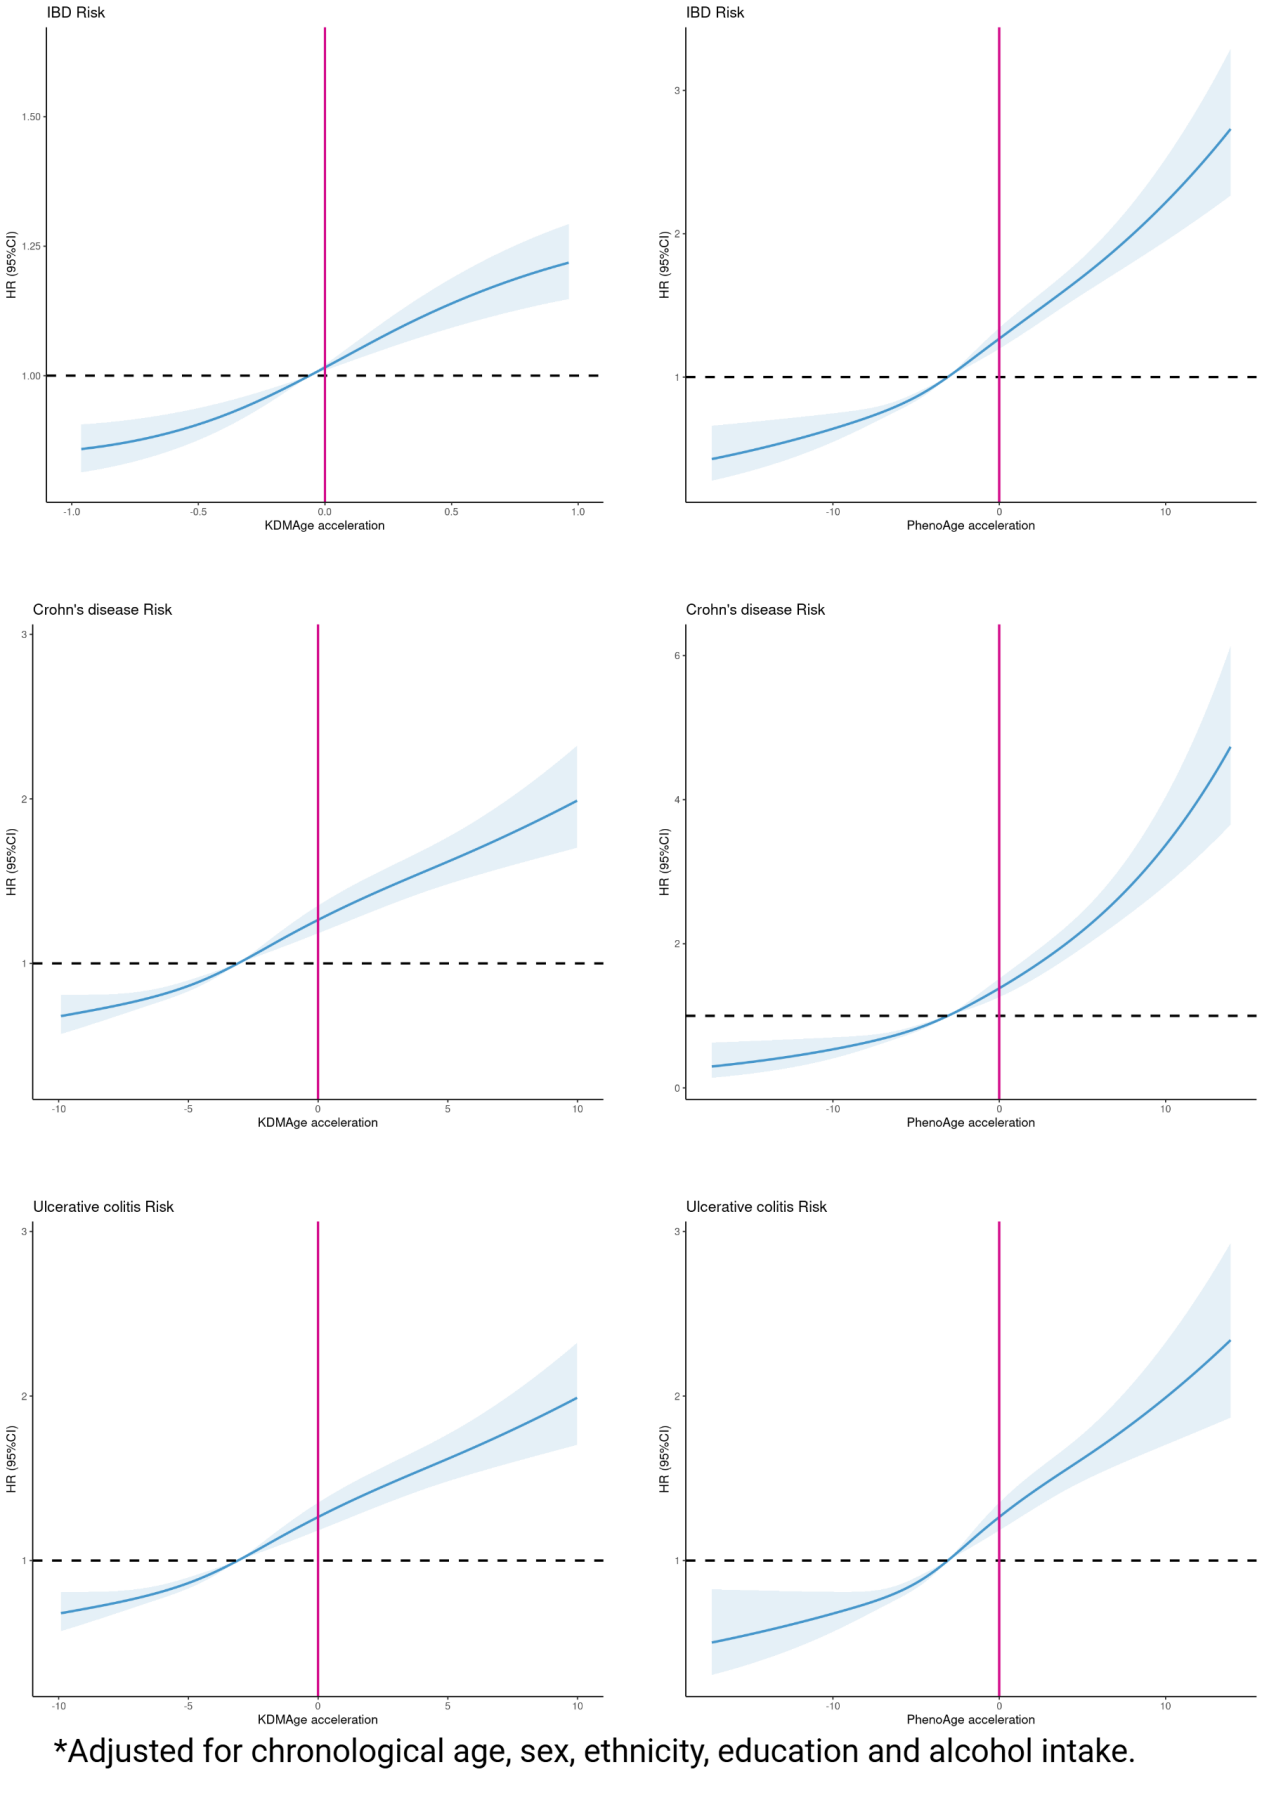 IBD Risk
HR (95%CI)
1.50
1.25
1.00
-1.0 -0.5 0.0 0.5 1.0
KDMAge acceleration
IBD Risk
HR (95%CI)
3
2
1
-10 0 10
PhenoAge acceleration
Crohn's disease Risk
HR (95%CI)
3
2
1
-10 -5 0 5 10
KDMAge acceleration
Crohn's disease Risk
HR (95%CI)
6
4
2
0
-10 0 10
PhenoAge acceleration
Ulcerative colitis Risk
HR (95%CI)
3
2
1
-10 -5 0 5 10
KDMAge acceleration
Ulcerative colitis Risk
HR (95%CI)
3
2
1
-10 0 10
PhenoAge acceleration
*Adjusted for chronological age, sex, ethnicity, education and alcohol intake.